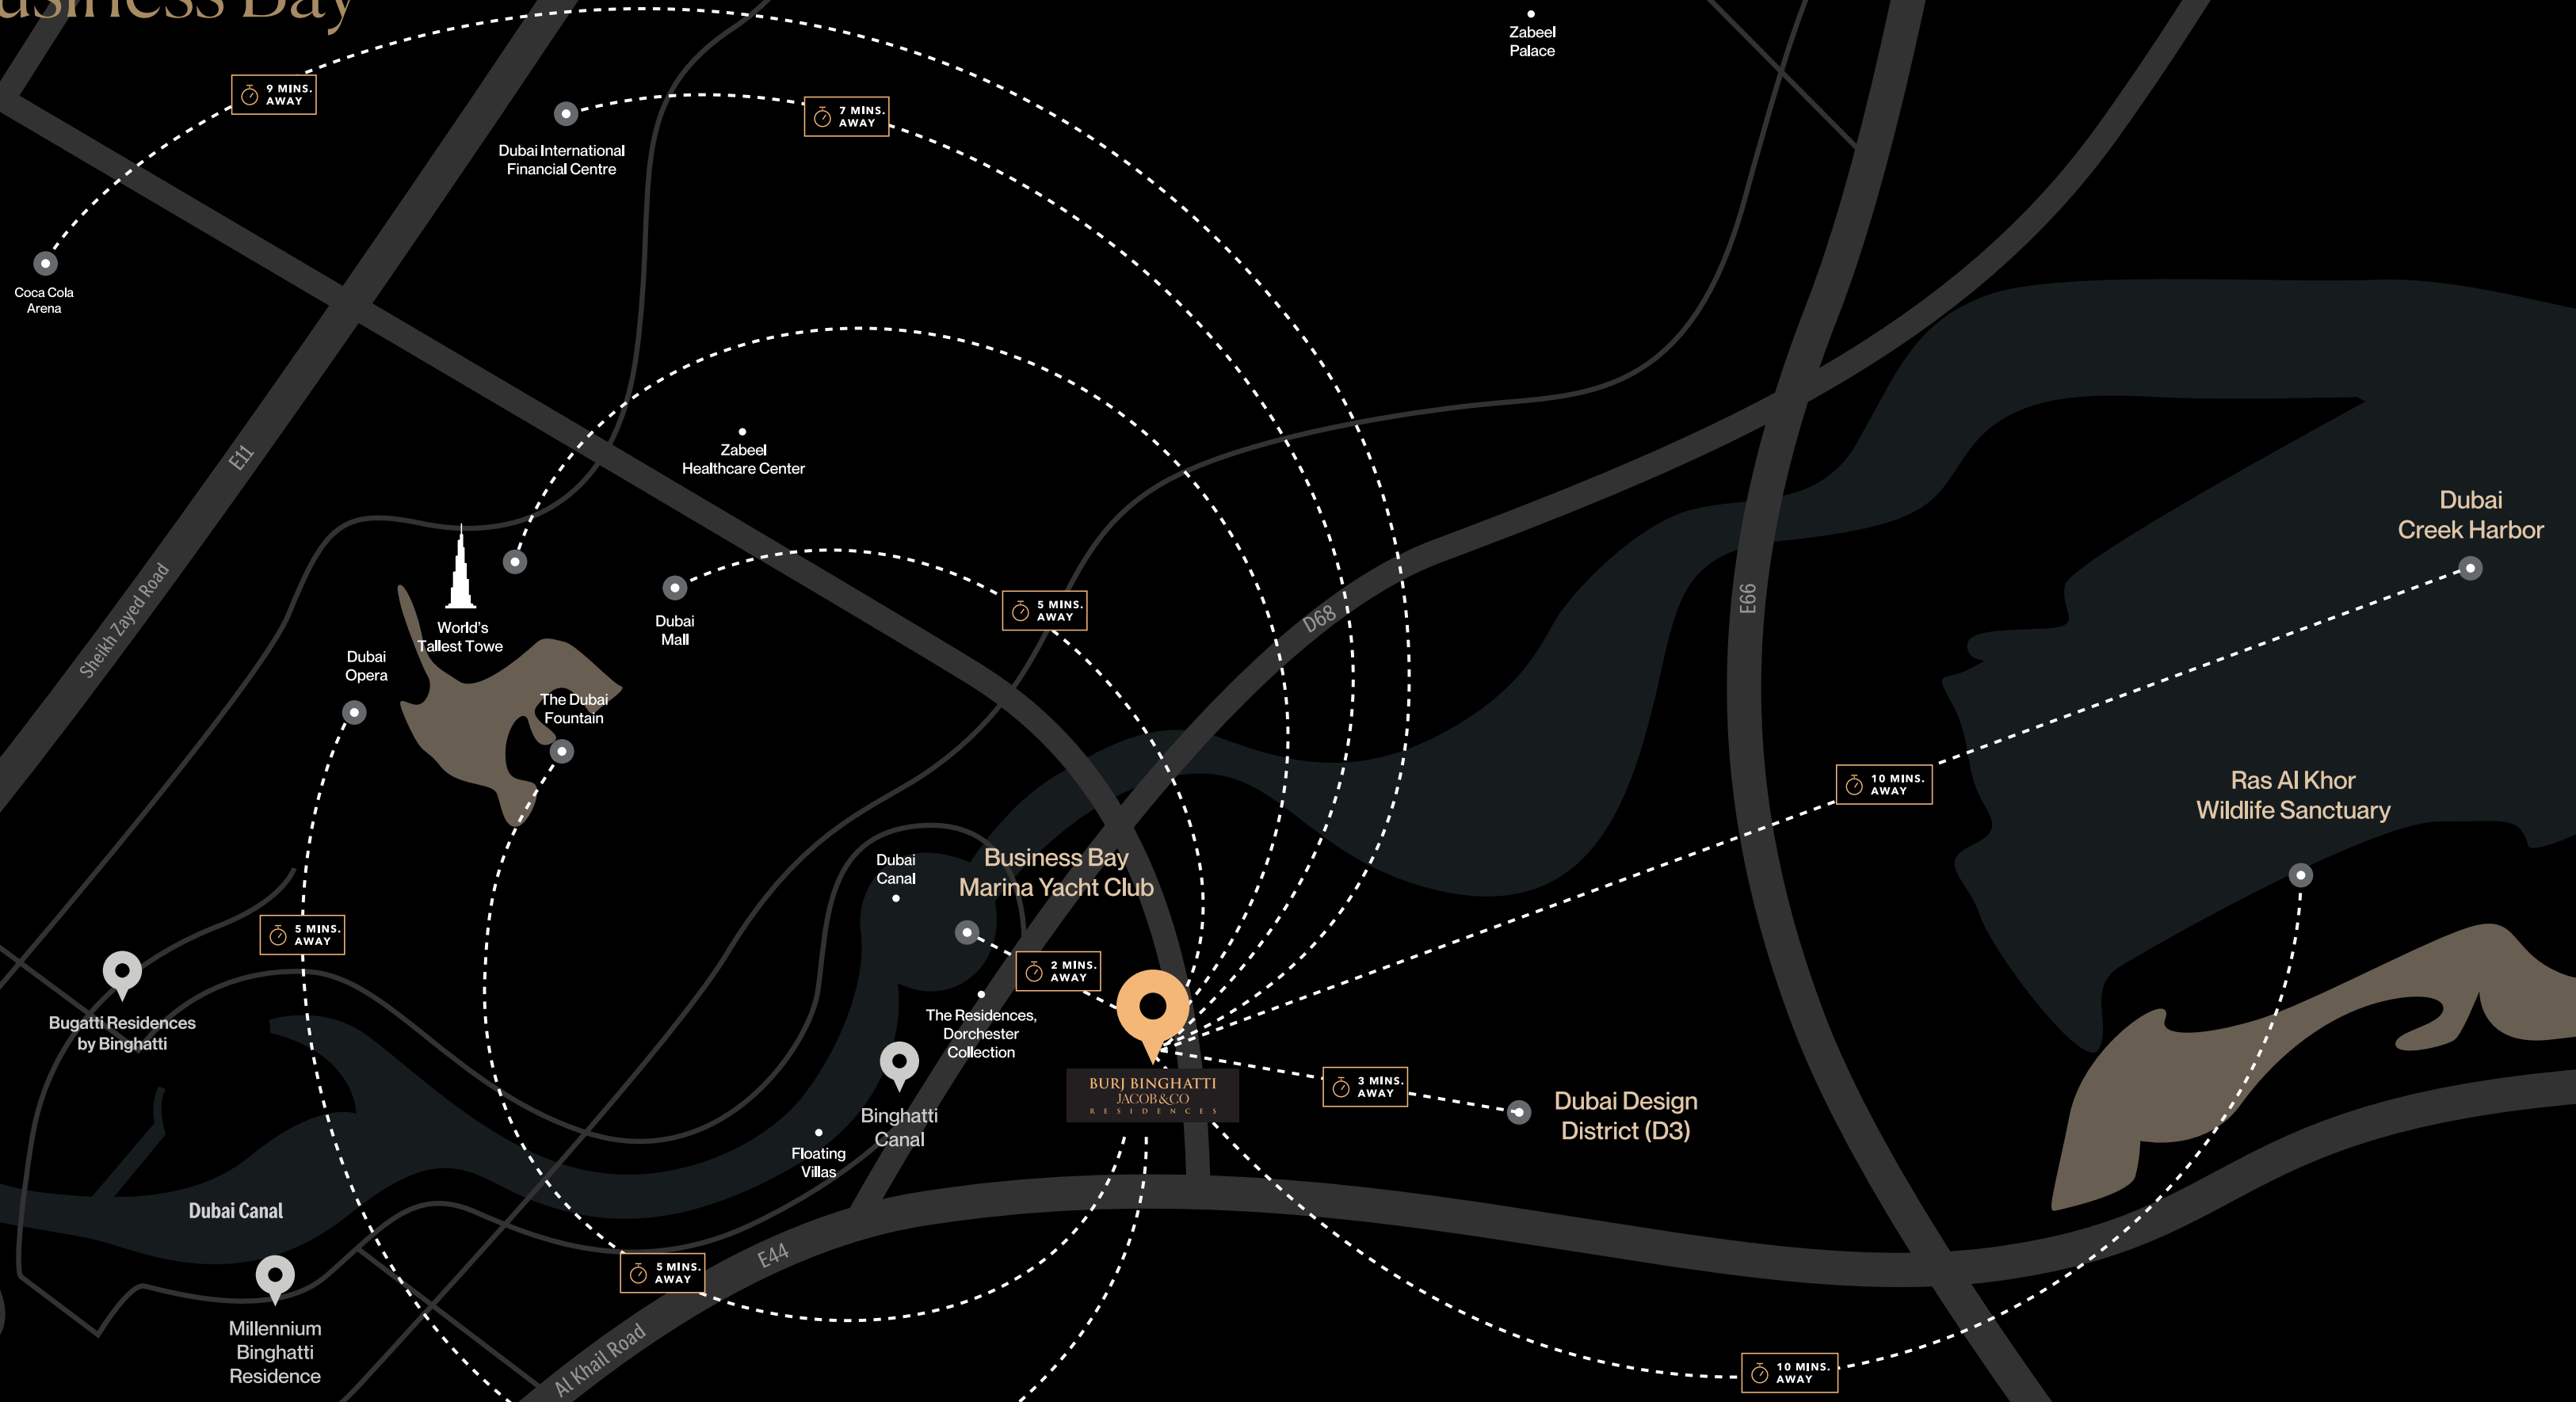 Business Bay
Zabeel
Palace
9 MINS.
AWAY
7 MINS.
AWAY
Dubai International
Financial Centre
Coca Cola
Arena
E11
Zabeel
Healthcare Center
Dubai
Creek Harbor
Sheikh Zayed Road
World's
Tallest Towe
Dubai
Mall
5 MINS.
AWAY
D68
E66
Dubai
Opera
The Dubai
Fountain
10 MINS.
AWAY
Ras Al Khor
Wildlife Sanctuary
Dubai
Canal
Business Bay
Marina Yacht Club
5 MINS.
AWAY
2 MINS.
AWAY
Bugatti Residences
by Binghatti
The Residences,
Dorchester
Collection
BURJ BINGHATTI
JACOB&CO
RESIDENCES
3 MINS.
AWAY
Dubai Design
District (D3)
Binghatti
Canal
Floating
Villas
Dubai Canal
E44
5 MINS.
AWAY
Millennium
Binghatti
Residence
Al Khail Road
10 MINS.
AWAY